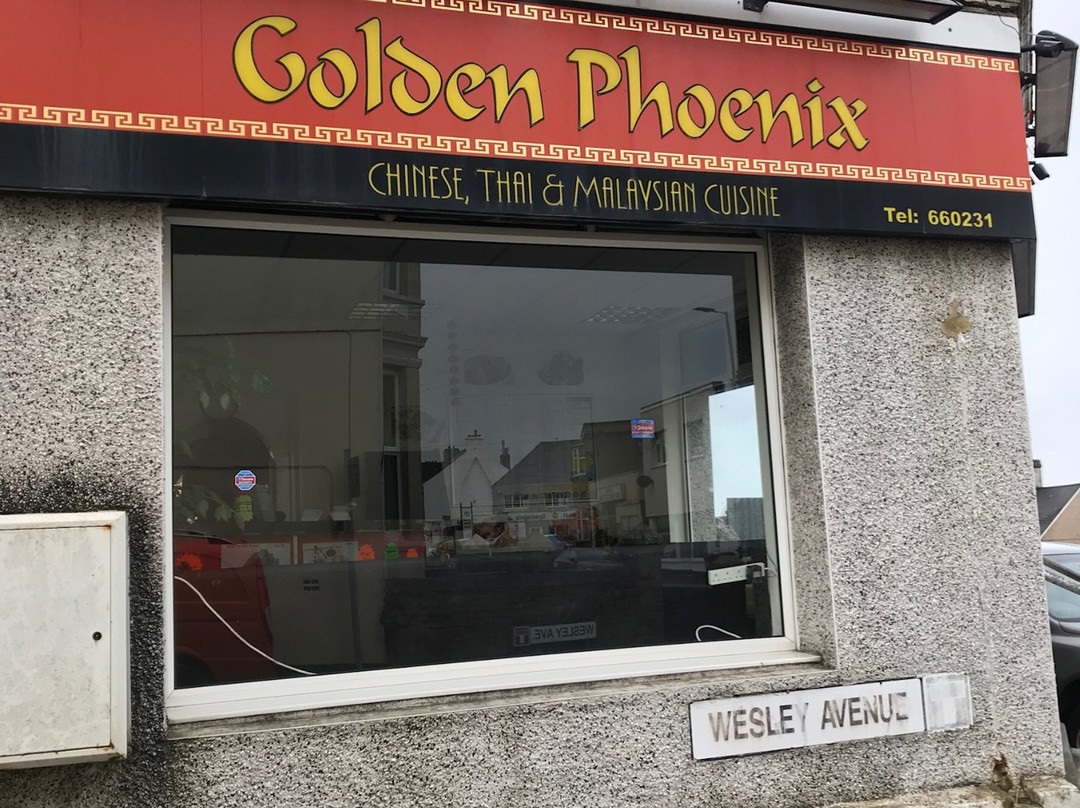 Golden Phoenix
CHINESE, THAI & MALAYSIAN CUISINE
Tel: 660231
WESLEY AVE.
WESLEY AVENUE